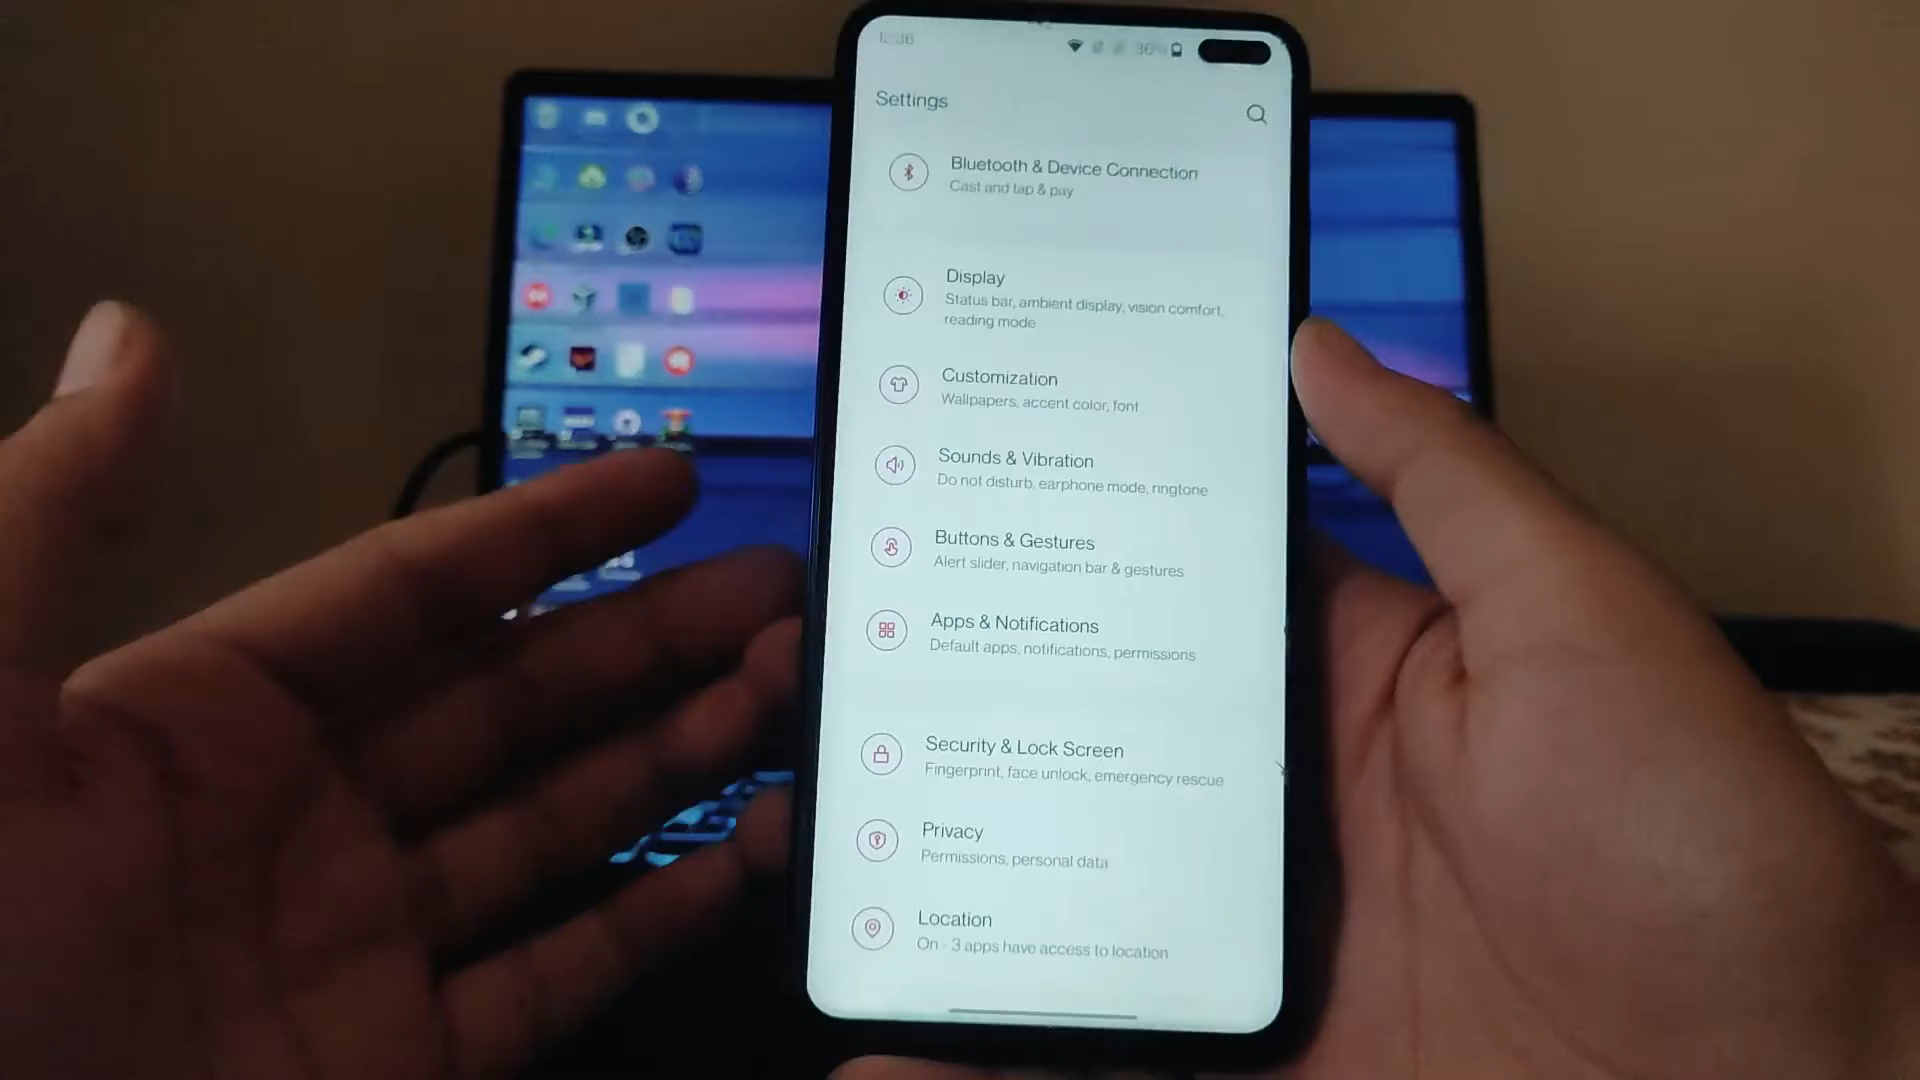 12:36
36%
Settings
Bluetooth & Device Connection
Cast and tap & pay
Display
Status bar, ambient display, vision comfort,
reading mode
Customization
Wallpapers, accent color, font
Sounds & Vibration
Do not disturb, earphone mode, ringtone
Buttons & Gestures
Alert slider, navigation bar & gestures
Apps & Notifications
Default apps, notifications, permissions
Security & Lock Screen
Fingerprint, face unlock, emergency rescue
Privacy
Permissions, personal data
Location
On - 3 apps have access to location